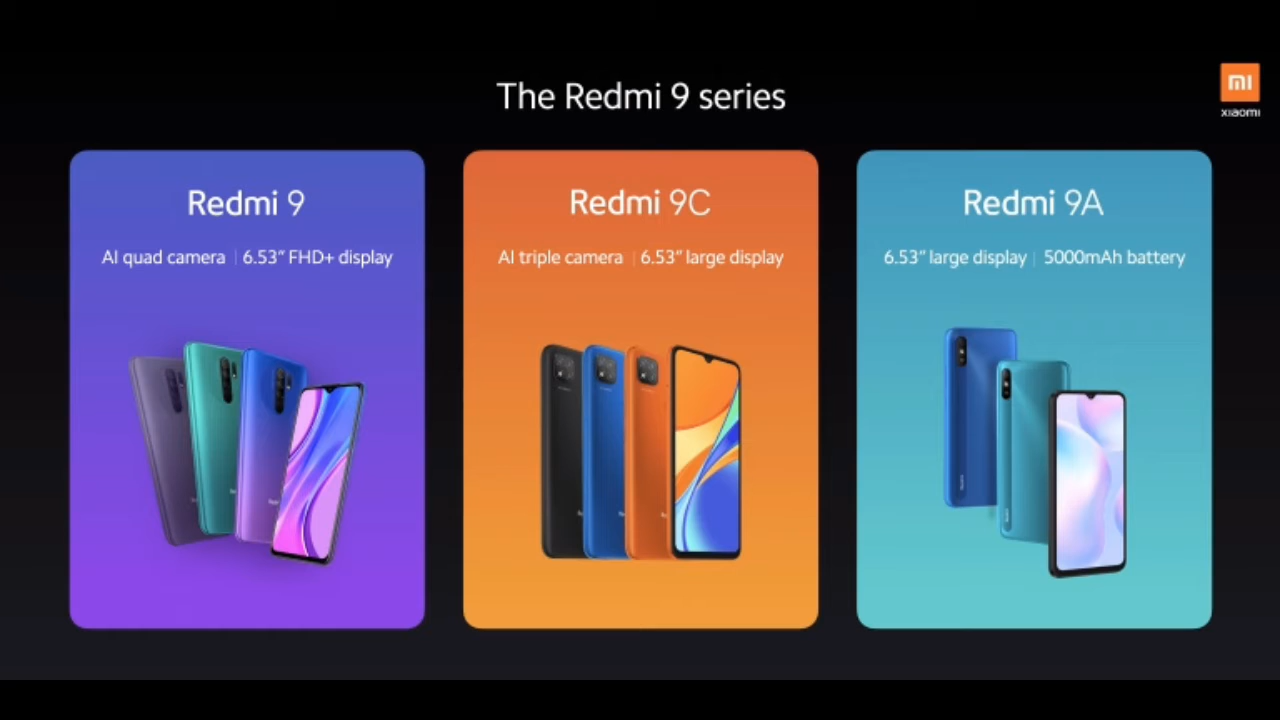 The Redmi 9 series
mi
xiaomi
Redmi 9
AI quad camera | 6.53” FHD+ display
Redmi 9C
AI triple camera | 6.53” large display
Redmi 9A
6.53” large display | 5000mAh battery